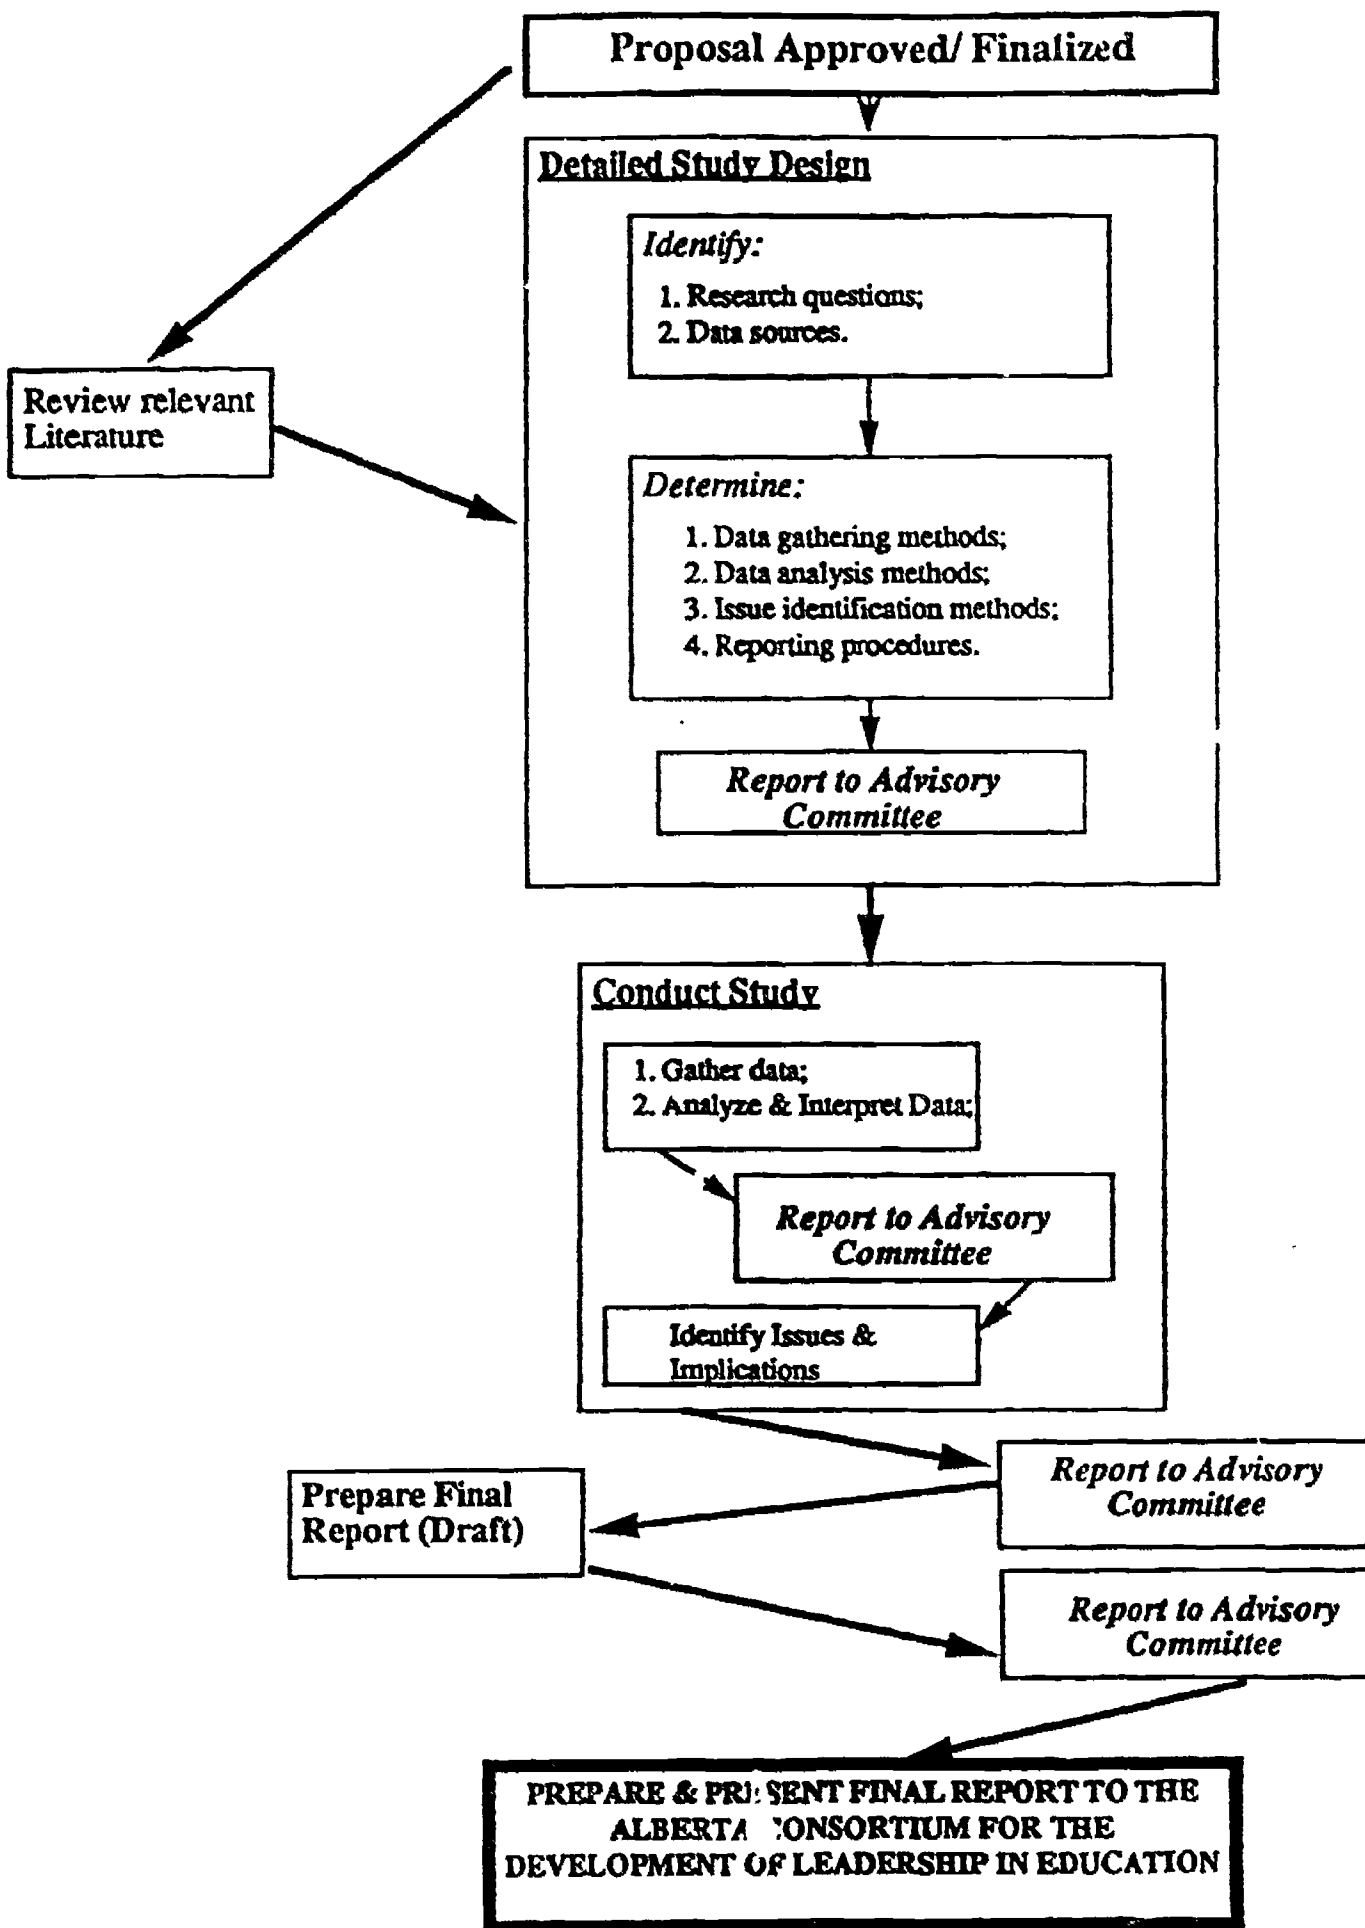 Proposal Approved/ Finalized
Detailed Study Design
Identify:
1. Research questions;
2. Data sources.
Review relevant
Literature
Determine:
1. Data gathering methods;
2. Data analysis methods;
3. Issue identification methods;
4. Reporting procedures.
Report to Advisory
Committee
Conduct Study
1. Gather data;
2. Analyze & Interpret Data;
Report to Advisory
Committee
Identify Issues &
Implications
Report to Advisory
Committee
Prepare Final
Report (Draft)
Report to Advisory
Committee
PREPARE & PRESENT FINAL REPORT TO THE
ALBERTA CONSORTIUM FOR THE
DEVELOPMENT OF LEADERSHIP IN EDUCATION